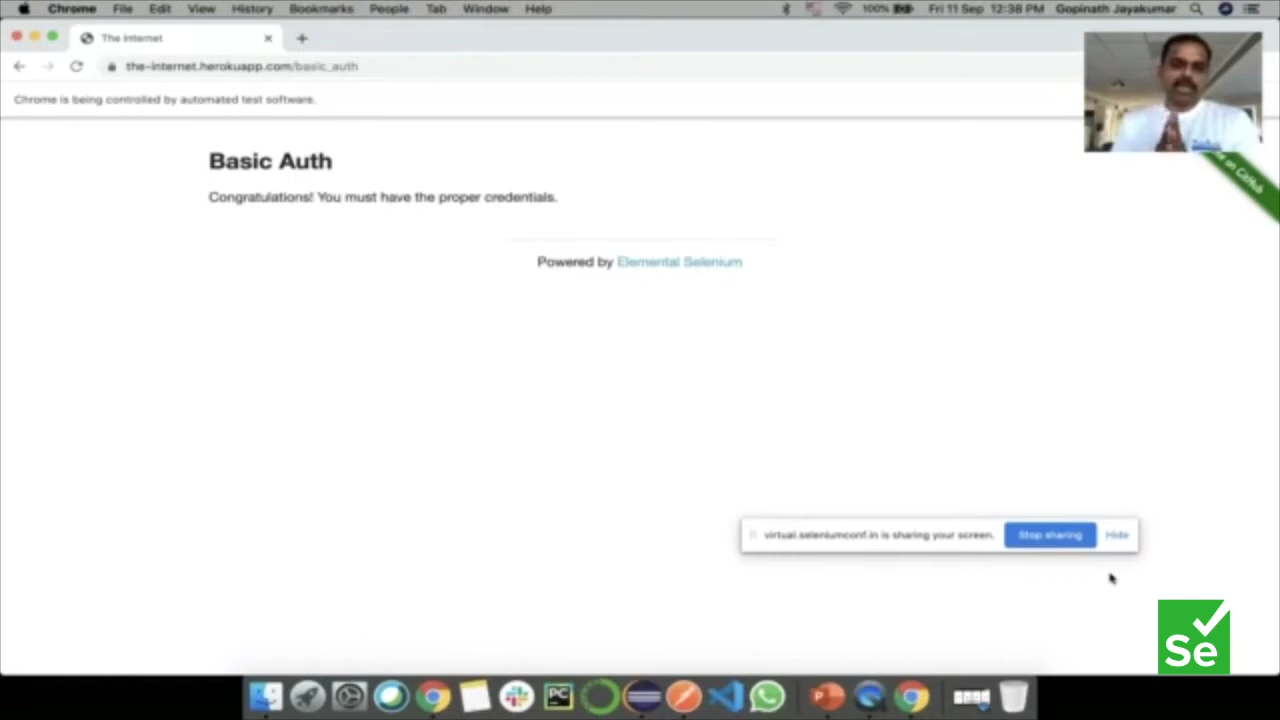 Chrome File Edit View History Bookmarks People Tab Window Help 100% Fri 11 Sep 12:38 PM Gopinath Jayakumar
The Internet
the-internet.herokuapp.com/basic_auth
Chrome is being controlled by automated test software.
on GitHub
Basic Auth
Congratulations! You must have the proper credentials.
Powered by Elemental Selenium
virtual.seleniumconf.in is sharing your screen. Stop sharing Hide
Se
PC
P